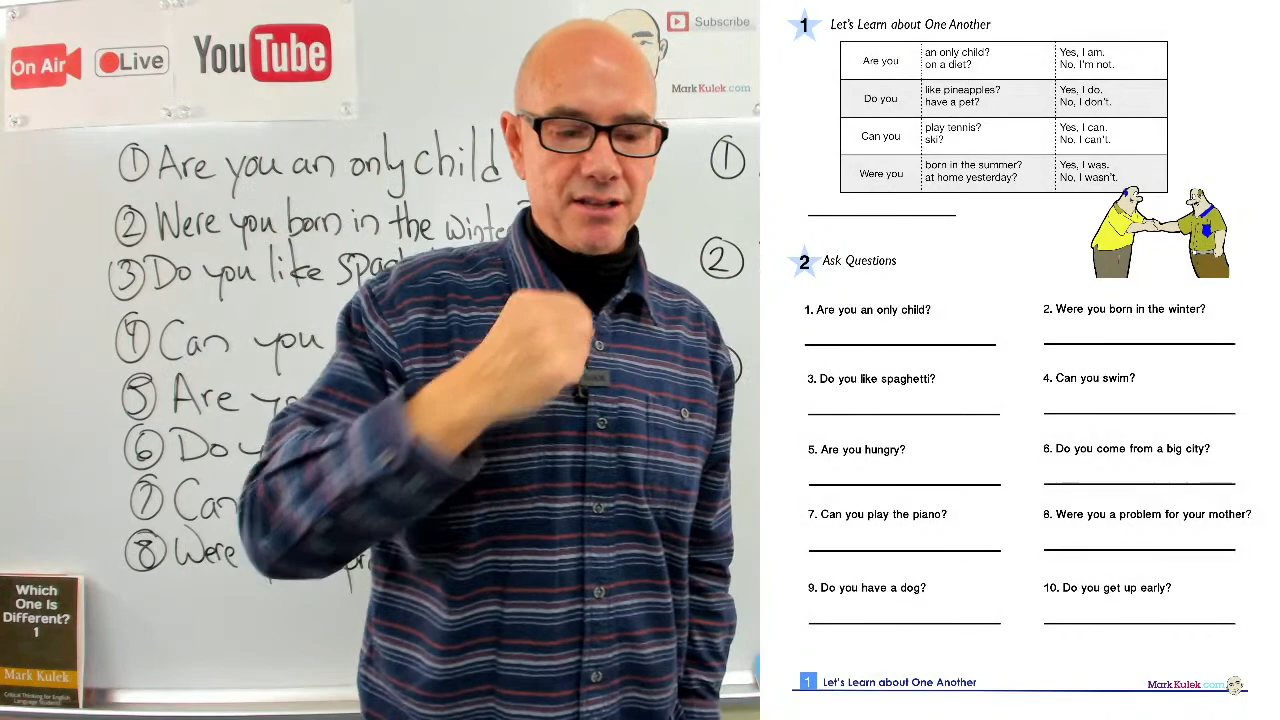 On Air
Live
YouTube
Subscribe
MarkKulek.com
① Are you an only child
② Were you born in the winter?
③ Do you like spag
④ Can you
⑤ Are yo
⑥ Do y
⑦ Can
⑧ Were
①
②
Which
One Is
Different?
1
Mark Kulek
Critical Thinking for English
Language Students
1 Let's Learn about One Another
Are you
an only child?
on a diet?
Yes, I am.
No, I'm not.
Do you
like pineapples?
have a pet?
Yes, I do.
No, I don't.
Can you
play tennis?
ski?
Yes, I can.
No, I can't.
Were you
born in the summer?
at home yesterday?
Yes, I was.
No, I wasn't.
2 Ask Questions
1. Are you an only child?
2. Were you born in the winter?
3. Do you like spaghetti?
4. Can you swim?
5. Are you hungry?
6. Do you come from a big city?
7. Can you play the piano?
8. Were you a problem for your mother?
9. Do you have a dog?
10. Do you get up early?
1 Let's Learn about One Another
MarkKulek.com